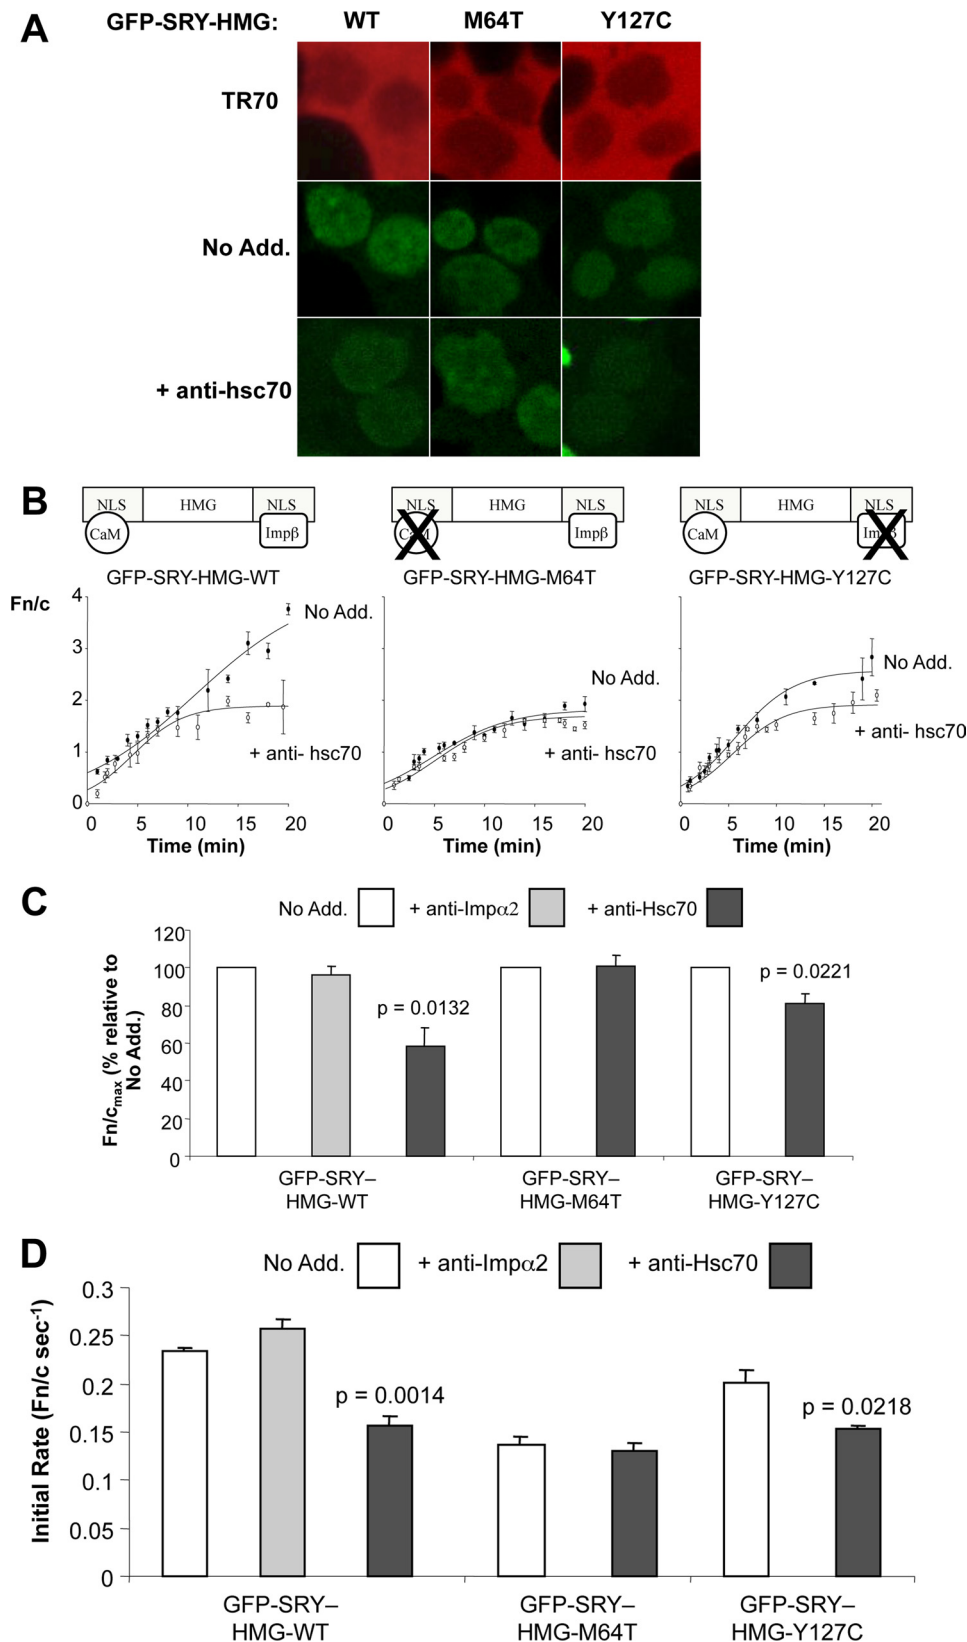 A GFP-SRY-HMG: WT M64T Y127C
TR70
No Add.
+ anti-hsc70
B NLS HMG NLS NLS HMG NLS NLS HMG NLS
CaM Impβ CaM Impβ CaM Impβ
GFP-SRY-HMG-WT GFP-SRY-HMG-M64T GFP-SRY-HMG-Y127C
Fn/c 4
No Add.
3
No Add.
No Add.
2
+ anti- hsc70
+ anti- hsc70
+ anti- hsc70
1
0
0 5 10 15 20 0 5 10 15 20 0 5 10 15 20
Time (min) Time (min) Time (min)
C No Add. + anti-Impα2 + anti-Hsc70
Fn/cmax (% relative to
No Add.)
120
100
80
60
40
20
0
p = 0.0132
p = 0.0221
GFP-SRY– GFP-SRY– GFP-SRY–
HMG-WT HMG-M64T HMG-Y127C
D No Add. + anti-Impα2 + anti-Hsc70
Initial Rate (Fn/c sec-1)
0.3
0.25
0.2
0.15
0.1
0.05
0
p = 0.0014
p = 0.0218
GFP-SRY– GFP-SRY– GFP-SRY–
HMG-WT HMG-M64T HMG-Y127C